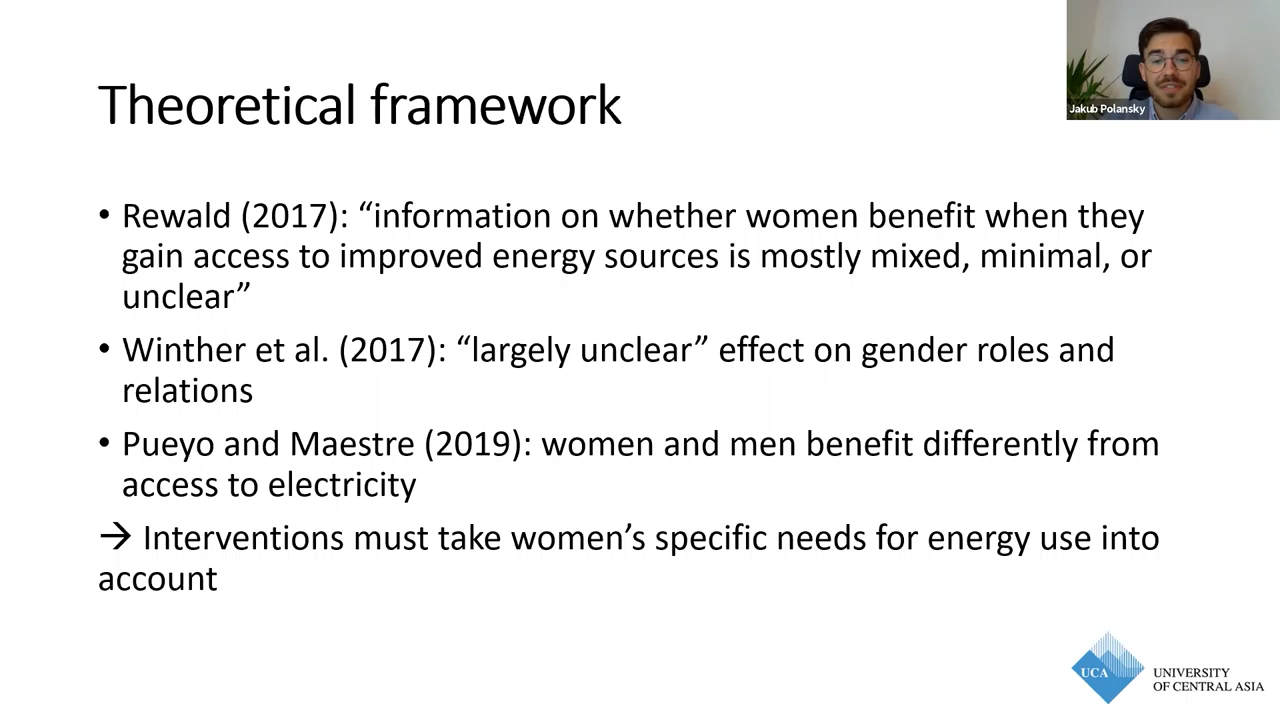 Jakub Polansky
Theoretical framework
• Rewald (2017): “information on whether women benefit when they
gain access to improved energy sources is mostly mixed, minimal, or
unclear”
• Winther et al. (2017): “largely unclear” effect on gender roles and
relations
• Pueyo and Maestre (2019): women and men benefit differently from
access to electricity
→ Interventions must take women’s specific needs for energy use into
account
UCA
UNIVERSITY
OF CENTRAL ASIA